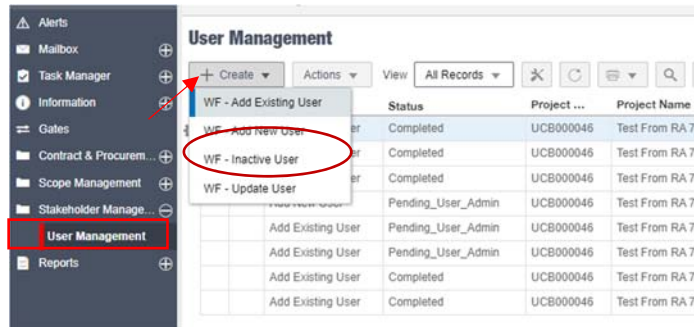 Alerts
Mailbox
Task Manager
Information
Gates
Contract & Procurem...
Scope Management
Stakeholder Manage...
User Management
Reports
User Management
+ Create Actions View All Records
WF - Add Existing User
WF - Add New User
WF - Inactive User
WF - Update User
Status Project ... Project Name
er Completed UCB000046 Test From RA 7
er Completed UCB000046 Test From RA 7
er Completed UCB000046 Test From RA 7
Add New User Pending_User_Admin UCB000046 Test From RA 7
Add Existing User Pending_User_Admin UCB000046 Test From RA 7
Add Existing User Pending_User_Admin UCB000046 Test From RA 7
Add Existing User Completed UCB000046 Test From RA 7
Add Existing User Completed UCB000046 Test From RA 7